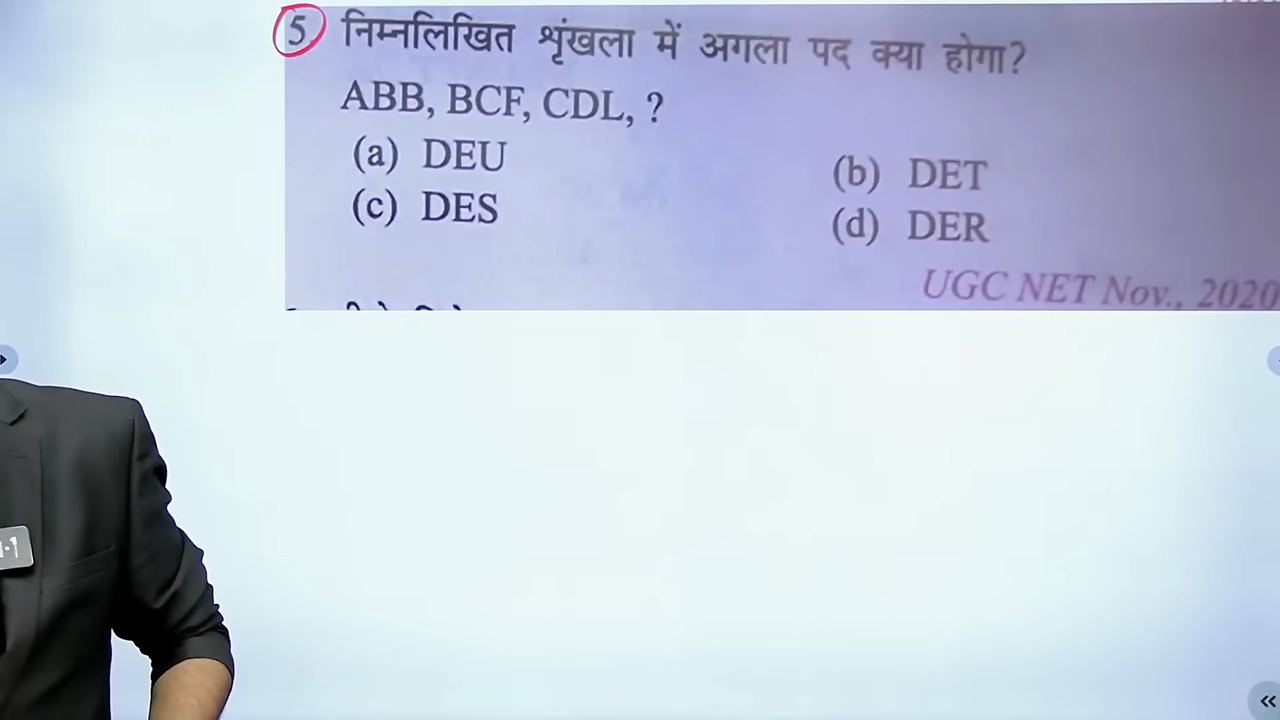 5. निम्नलिखित शृंखला में अगला पद क्या होगा?
ABB, BCF, CDL, ?
(a) DEU
(b) DET
(c) DES
(d) DER
UGC NET Nov., 2020